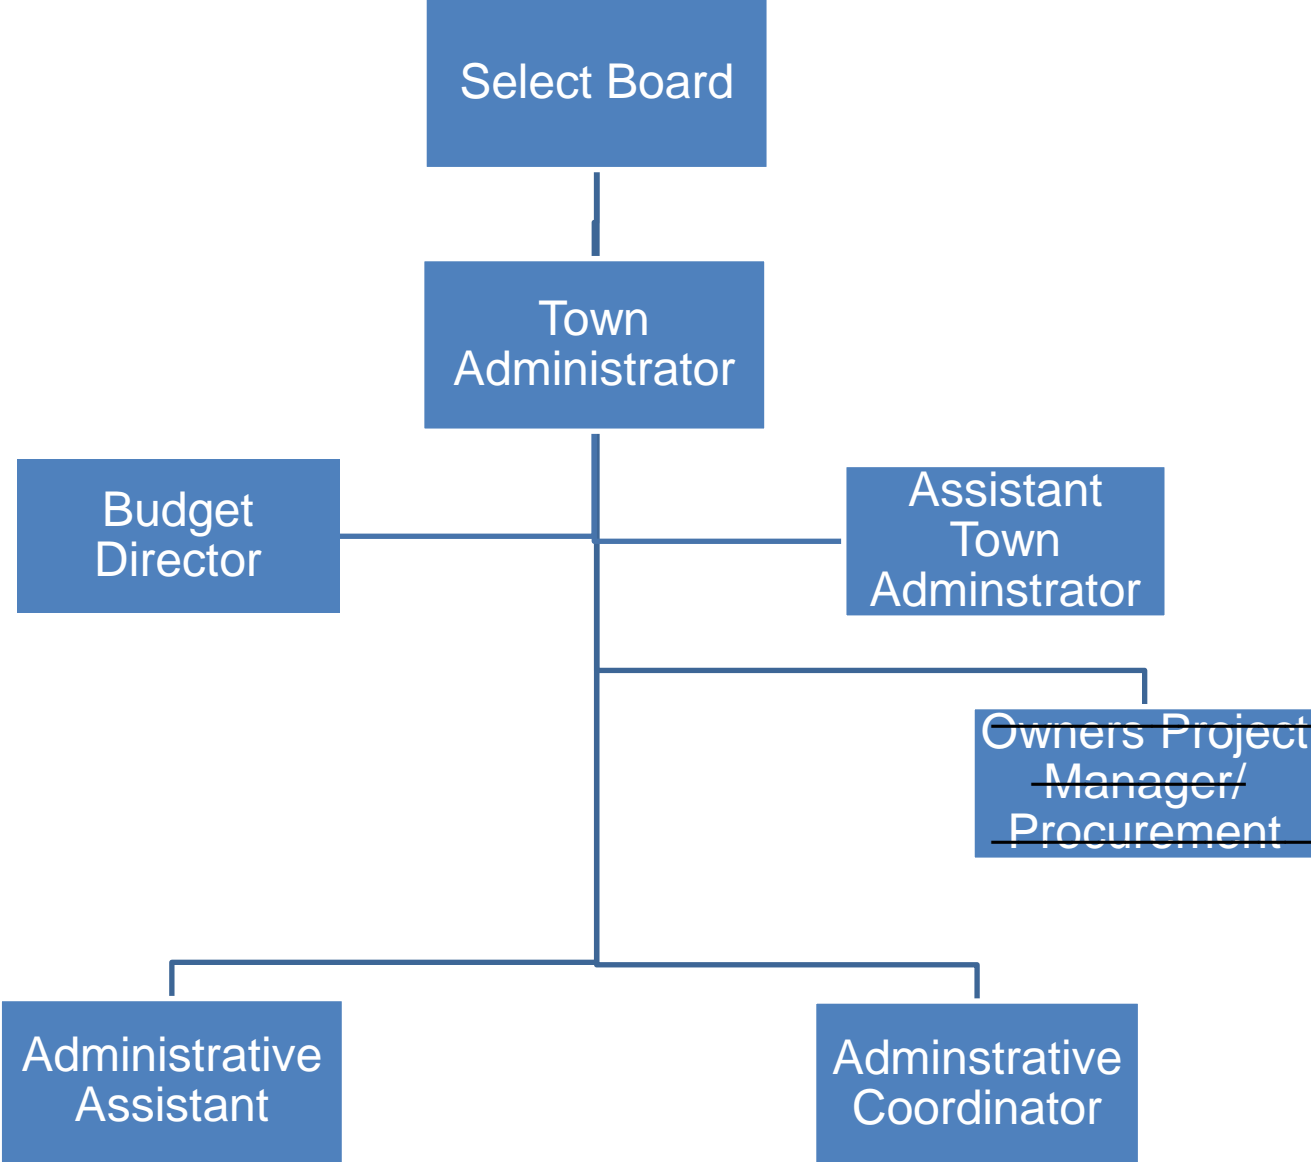 Select Board
Town
Administrator
Budget
Director
Assistant
Town
Adminstrator
Owners Project
Manager/
Procurement
Administrative
Assistant
Adminstrative
Coordinator